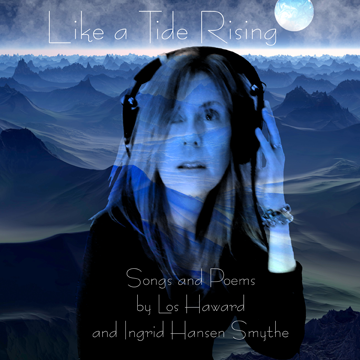 Like a Tide Rising
Songs and Poems
by Los Haward
and Ingrid Hansen Smythe